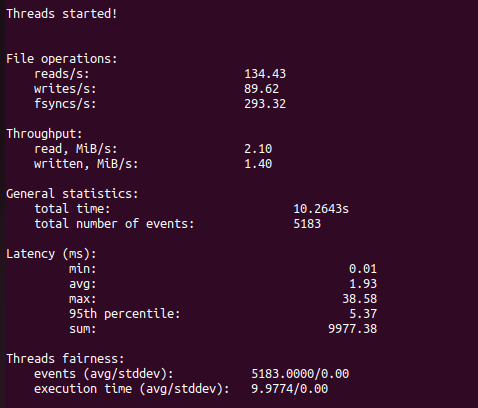 Threads started!
File operations:
reads/s: 134.43
writes/s: 89.62
fsyncs/s: 293.32
Throughput:
read, MiB/s: 2.10
written, MiB/s: 1.40
General statistics:
total time: 10.2643s
total number of events: 5183
Latency (ms):
min: 0.01
avg: 1.93
max: 38.58
95th percentile: 5.37
sum: 9977.38
Threads fairness:
events (avg/stddev): 5183.0000/0.00
execution time (avg/stddev): 9.9774/0.00